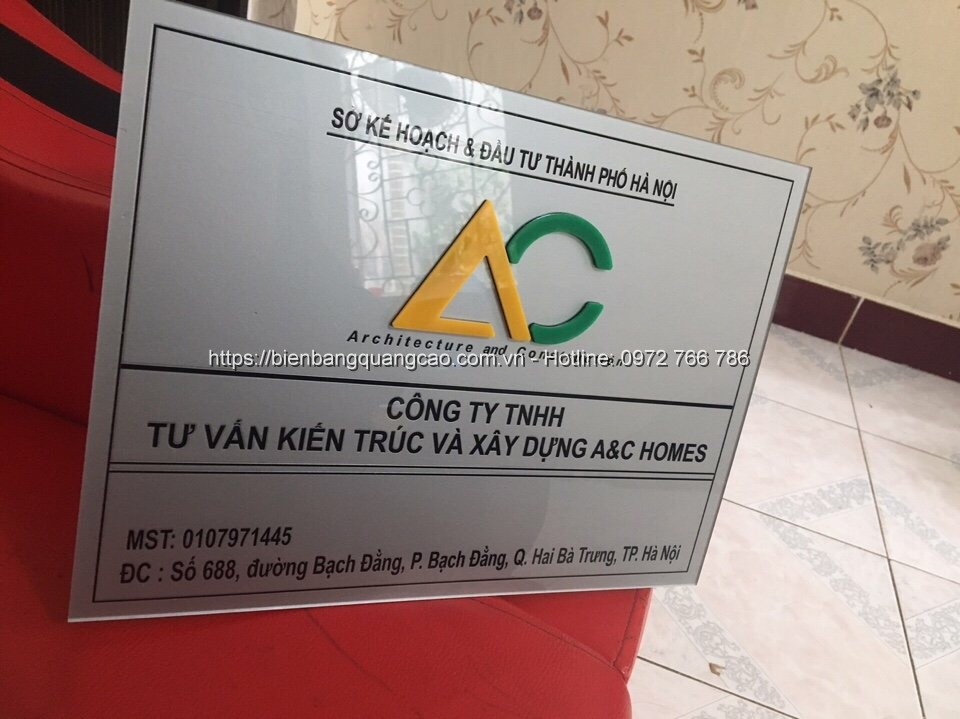 SỞ KẾ HOẠCH & ĐẦU TƯ THÀNH PHỐ HÀ NỘI
AC
Architecture and
https://bienbangquangcao.com.vn - Hotline: 0972 766 786
CÔNG TY TNHH
TƯ VẤN KIẾN TRÚC VÀ XÂY DỰNG A&C HOMES
MST: 0107971445
ĐC : Số 688, đường Bạch Đằng, P. Bạch Đằng, Q. Hai Bà Trưng, TP. Hà Nội